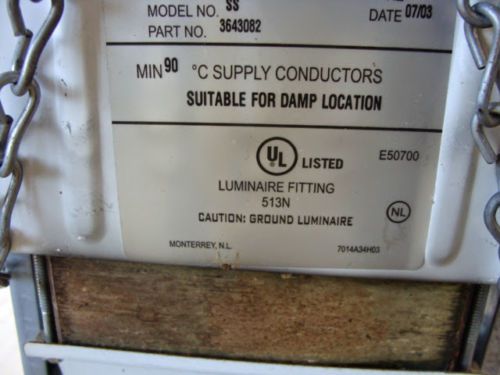 MODEL NO. SS
DATE 07/03
PART NO. 3643082
MIN 90 °C SUPPLY CONDUCTORS
SUITABLE FOR DAMP LOCATION
UL LISTED
E50700
LUMINAIRE FITTING
513N
CAUTION: GROUND LUMINAIRE
NL
MONTERREY, N.L.
7014A34H03